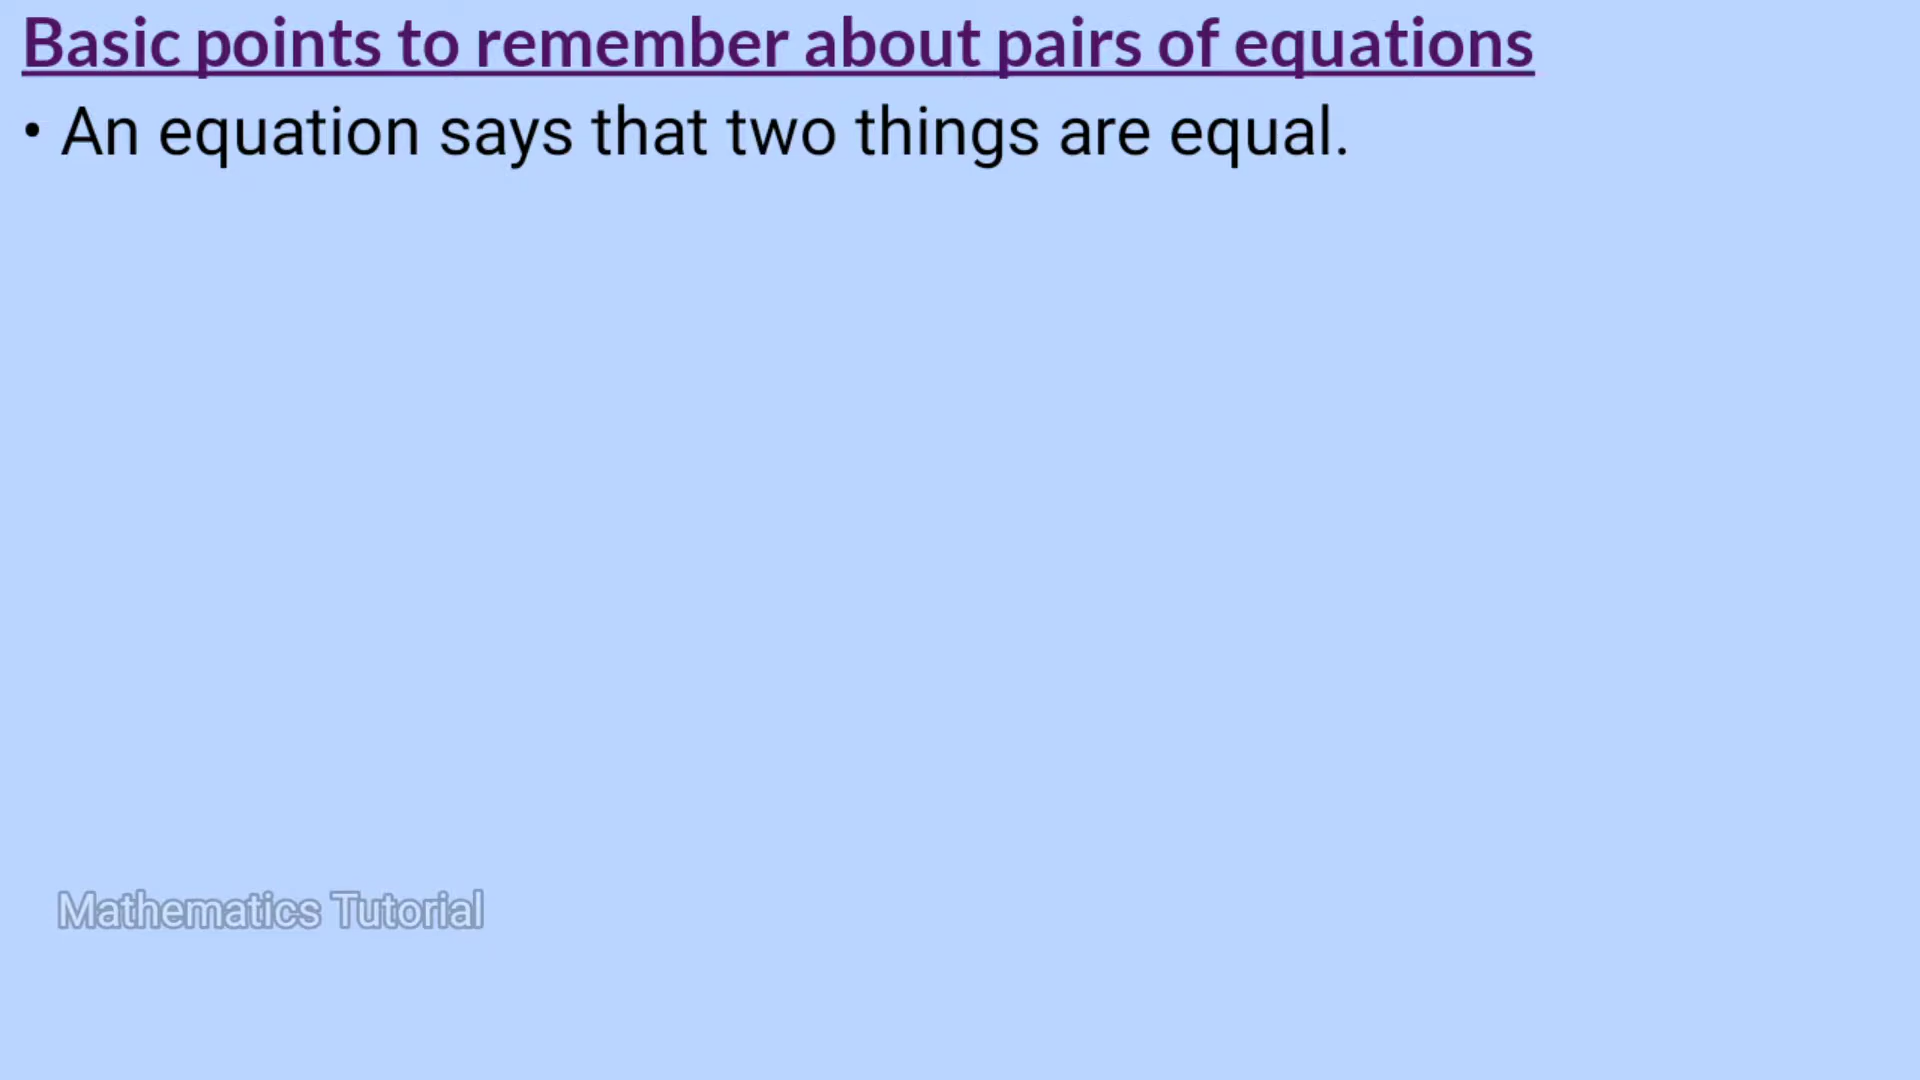 Basic points to remember about pairs of equations
• An equation says that two things are equal.
Mathematics Tutorial